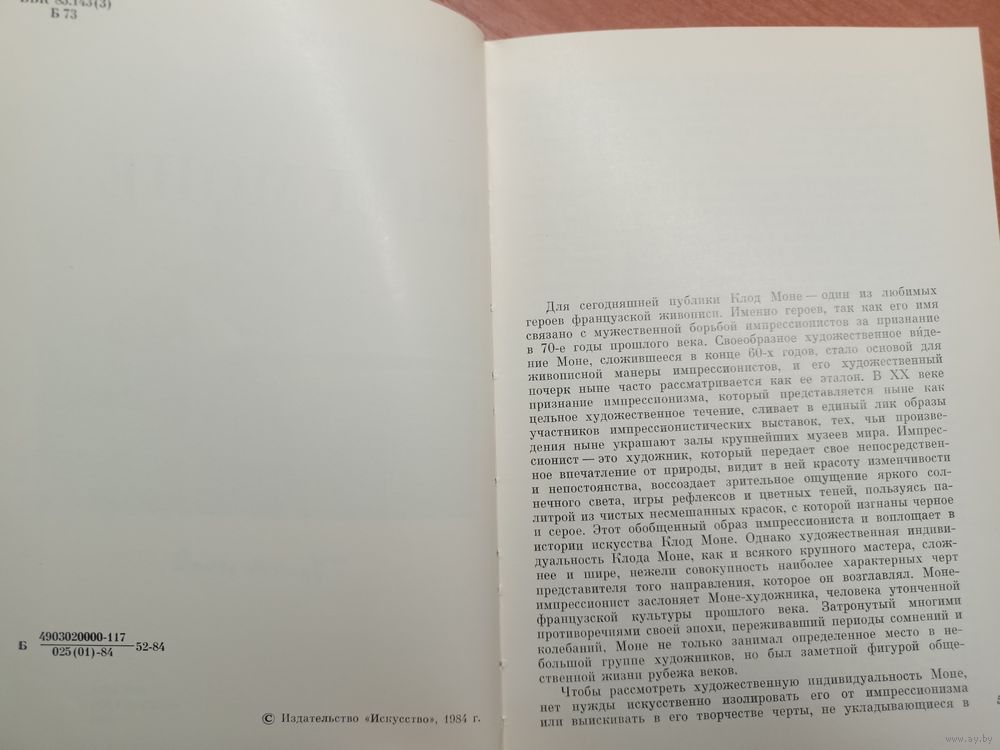 ББК 85.143(3)
Б 73
Б 4903020000-117 52-84
025(01)-84
© Издательство «Искусство», 1984 г.
Для сегодняшней публики Клод Моне — один из любимых
героев французской живописи. Именно героев, так как его имя
связано с мужественной борьбой импрессионистов за признание
в 70-е годы прошлого века. Своеобразное художественное ви́де-
ние Моне, сложившееся в конце 60-х годов, стало основой для
живописной манеры импрессионистов, и его художественный
почерк ныне часто рассматривается как ее эталон. В XX веке
признание импрессионизма, который представляется ныне как
цельное художественное течение, сливает в единый лик образы
участников импрессионистических выставок, тех, чьи произве-
дения ныне украшают залы крупнейших музеев мира. Импрес-
сионист — это художник, который передает свое непосредствен-
ное впечатление от природы, видит в ней красоту изменчивости
и непостоянства, воссоздает зрительное ощущение яркого сол-
нечного света, игры рефлексов и цветных теней, пользуясь па-
литрой из чистых несмешанных красок, с которой изгнаны черное
и серое. Этот обобщенный образ импрессиониста и воплощает в
истории искусства Клод Моне. Однако художественная индиви-
дуальность Клода Моне, как и всякого крупного мастера, слож-
нее и шире, нежели совокупность наиболее характерных черт
представителя того направления, которое он возглавлял. Моне-
импрессионист заслоняет Моне-художника, человека утонченной
французской культуры прошлого века. Затронутый многими
противоречиями своей эпохи, переживавший периоды сомнений и
колебаний, Моне не только занимал определенное место в не-
большой группе художников, но был заметной фигурой обще-
ственной жизни рубежа веков.
Чтобы рассмотреть художественную индивидуальность Моне,
нет нужды искусственно изолировать его от импрессионизма
или выискивать в его творчестве черты, не укладывающиеся в
5
www.ay.by